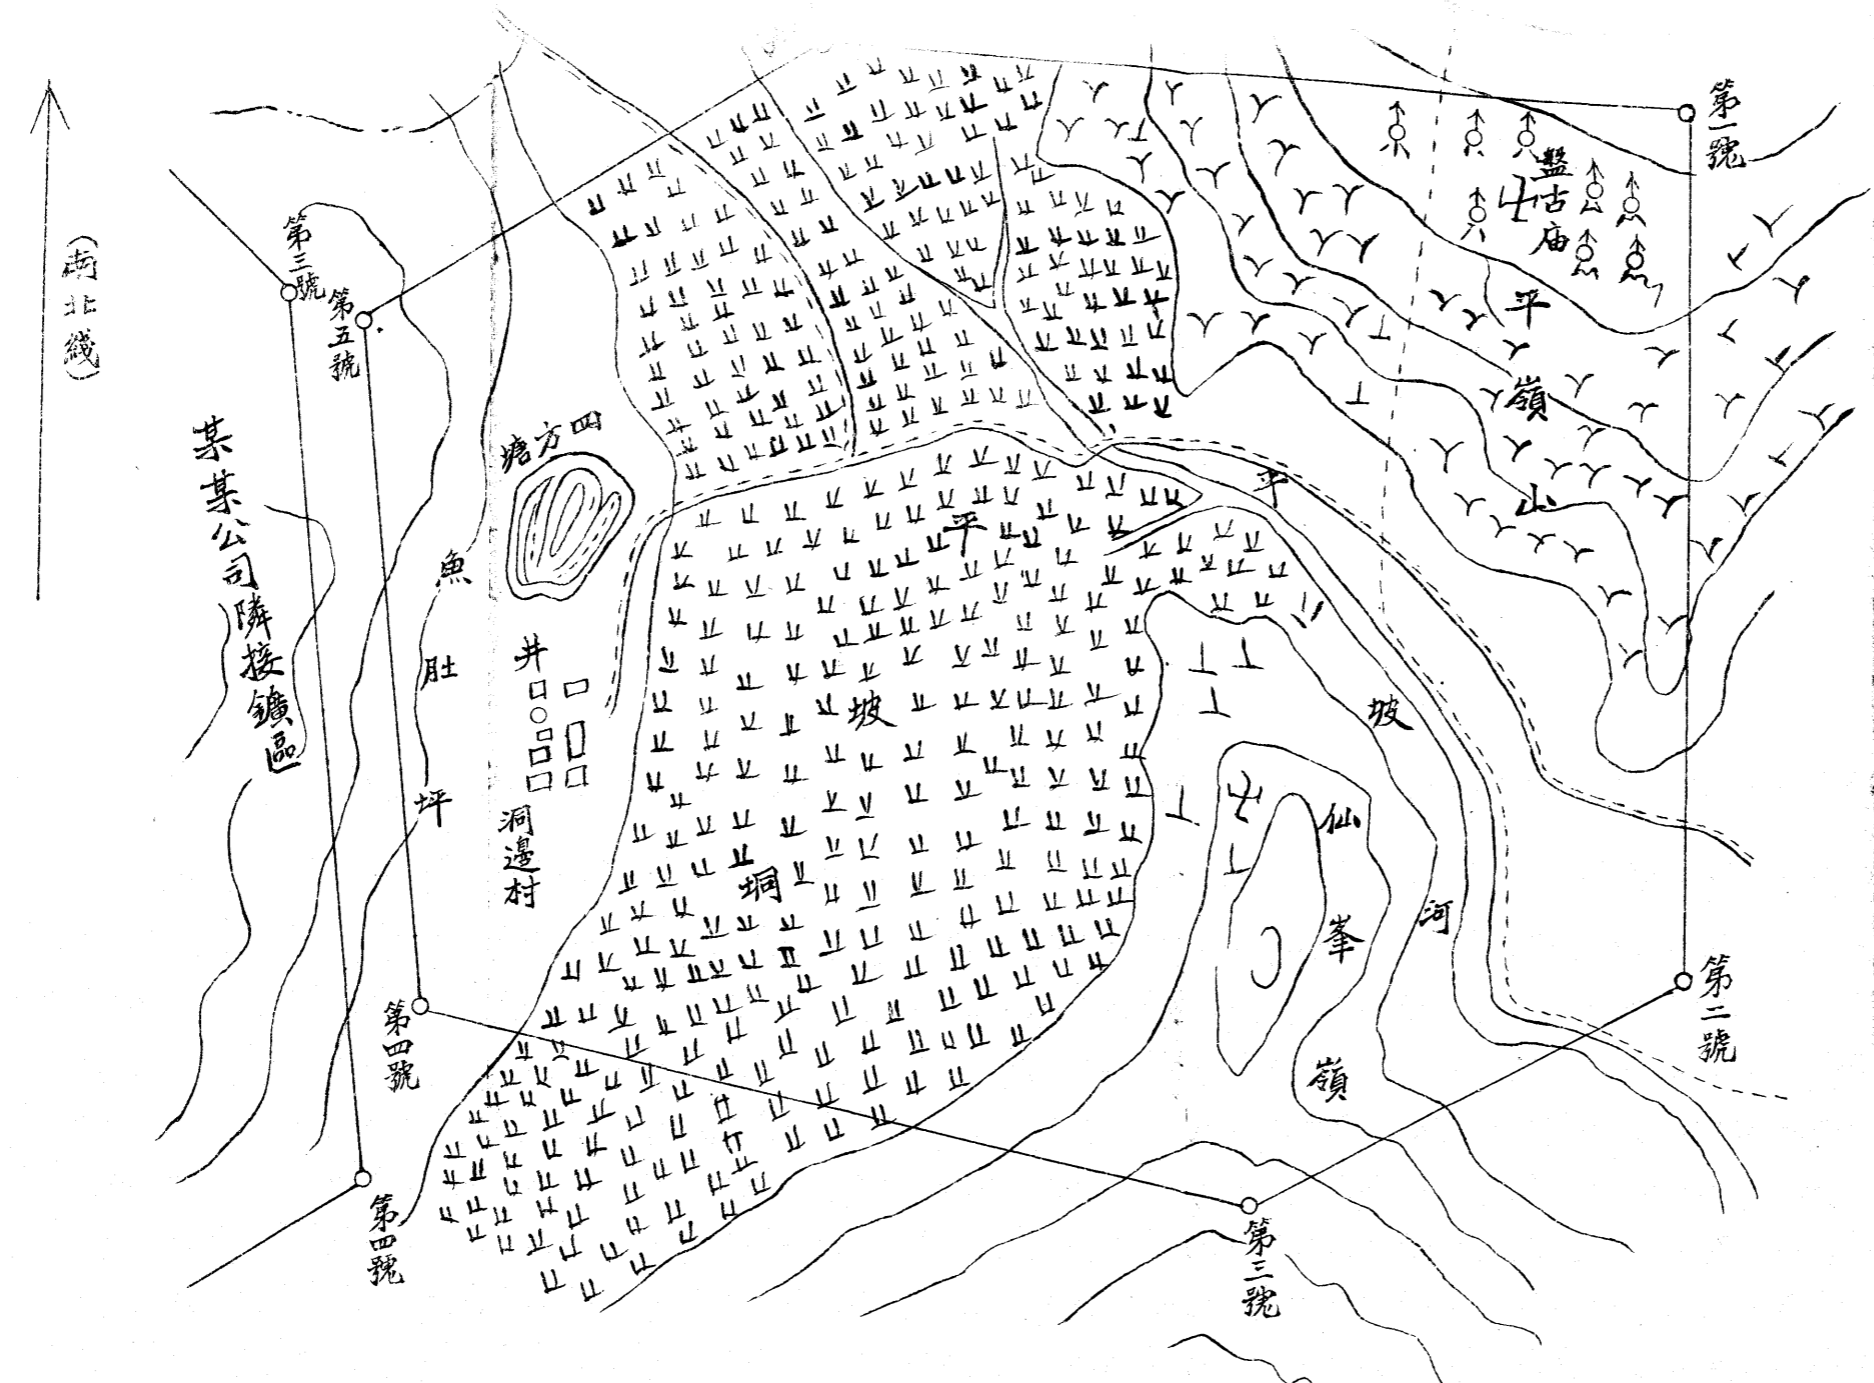 第一號
盤古庙
平嶺山
第三號
第五號
(南北綫)
某某公司隣接鑛區
四方塘
魚肚坪
井
洞邊村
平坡垌
平坡河
仙峯嶺
第四號
第四號
第二號
第三號